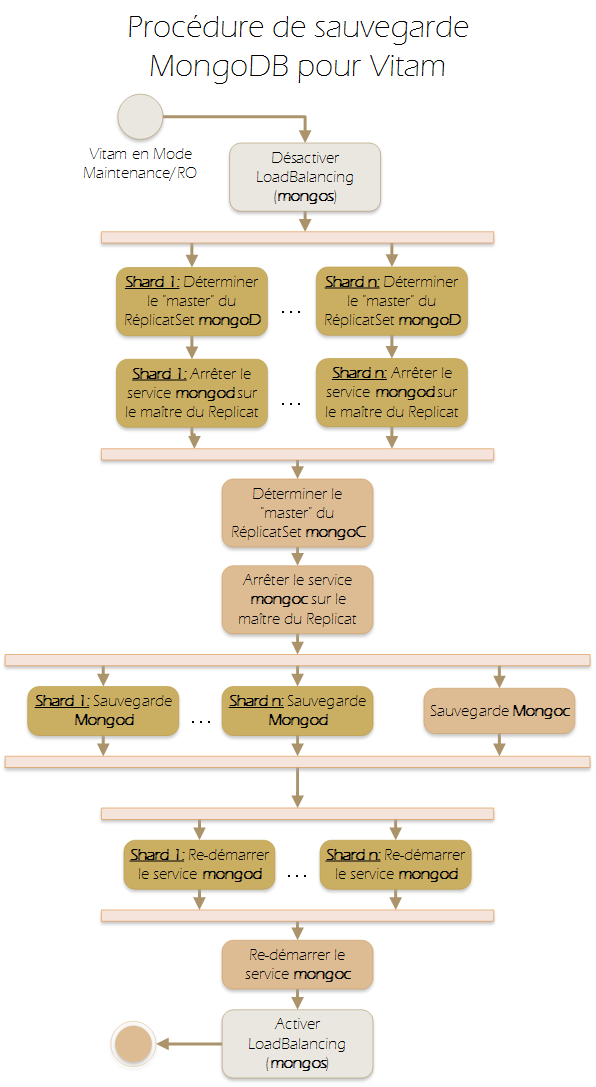 Procédure de sauvegarde
MongoDB pour Vitam
Vitam en Mode
Maintenance/RO
Désactiver
LoadBalancing
(mongos)
Shard 1: Déterminer
le "master" du
RéplicatSet mongoD
...
Shard n: Déterminer
le "master" du
RéplicatSet mongoD
Shard 1: Arrêter le
service mongod sur
le maître du Replicat
...
Shard n: Arrêter le
service mongod sur
le maître du Replicat
Déterminer le
"master" du
RéplicatSet mongoC
Arrêter le service
mongoc sur le
maître du Replicat
Shard 1: Sauvegarde
Mongod
...
Shard n: Sauvegarde
Mongod
Sauvegarde Mongoc
Shard 1: Re-démarrer
le service mongod
...
Shard n: Re-démarrer
le service mongod
Re-démarrer le
service mongoc
Activer
LoadBalancing
(mongos)